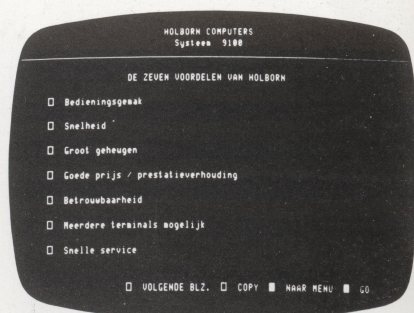 HOLBORN COMPUTERS
Systeem 9100
DE ZEVEN VOORDELEN VAN HOLBORN
Bedieningsgemak
Snelheid
Groot geheugen
Goede prijs / prestatieverhouding
Betrouwbaarheid
Meerdere terminals mogelijk
Snelle service
VOLGENDE BLZ. COPY NAAR MENU GO